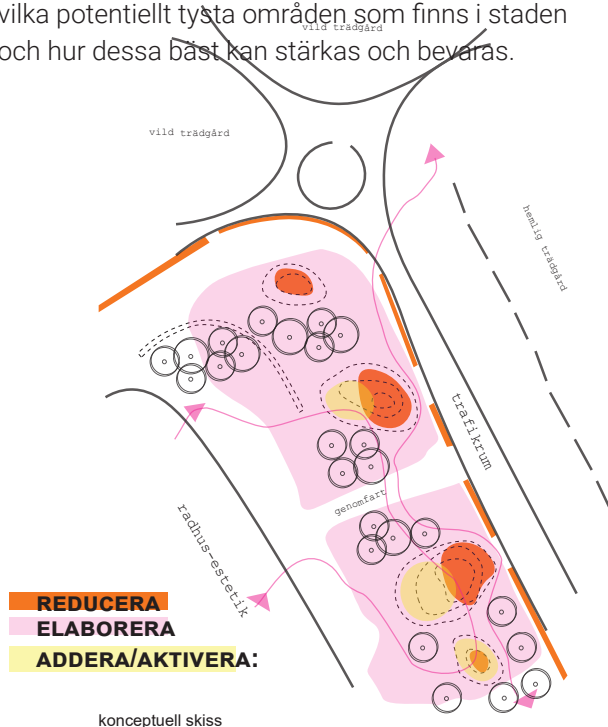 vilka potentiellt tysta områden som finns i staden
vild trädgård
och hur dessa bäst kan stärkas och bevaras.
vild trädgård
hemlig trädgård
trafikrum
genomfart
radhus-estetik
REDUCERA
ELABORERA
ADDERA/AKTIVERA:
konceptuell skiss